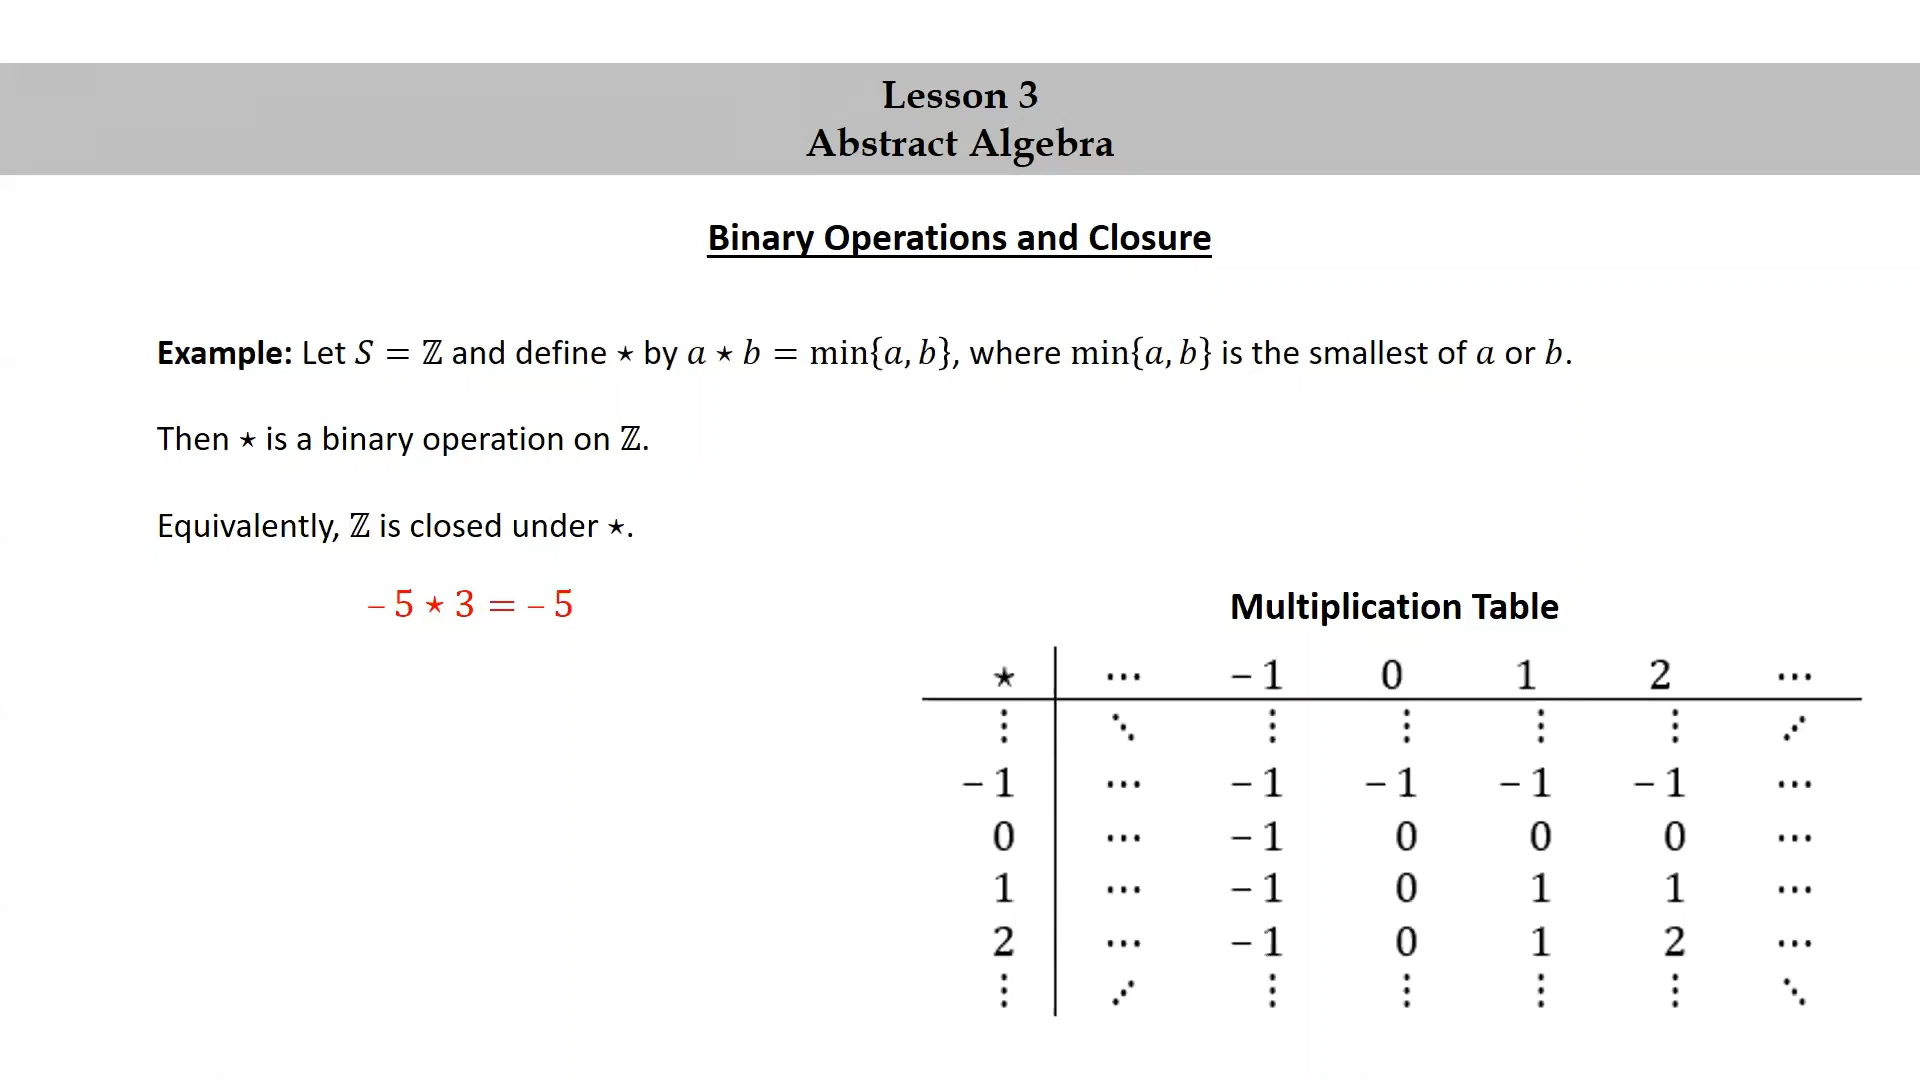 Lesson 3
Abstract Algebra
Binary Operations and Closure
Example: Let 𝑆 = ℤ and define ⋆ by 𝑎 ⋆ 𝑏 = min{𝑎, 𝑏}, where min{𝑎, 𝑏} is the smallest of 𝑎 or 𝑏.
Then ⋆ is a binary operation on ℤ.
Equivalently, ℤ is closed under ⋆.
– 5 ⋆ 3 = – 5
Multiplication Table
⋆ ⋯ – 1 0 1 2 ⋯
⋮ ⋱ ⋮ ⋮ ⋮ ⋮ ⋰
– 1 ⋯ – 1 – 1 – 1 – 1 ⋯
0 ⋯ – 1 0 0 0 ⋯
1 ⋯ – 1 0 1 1 ⋯
2 ⋯ – 1 0 1 2 ⋯
⋮ ⋰ ⋮ ⋮ ⋮ ⋮ ⋱